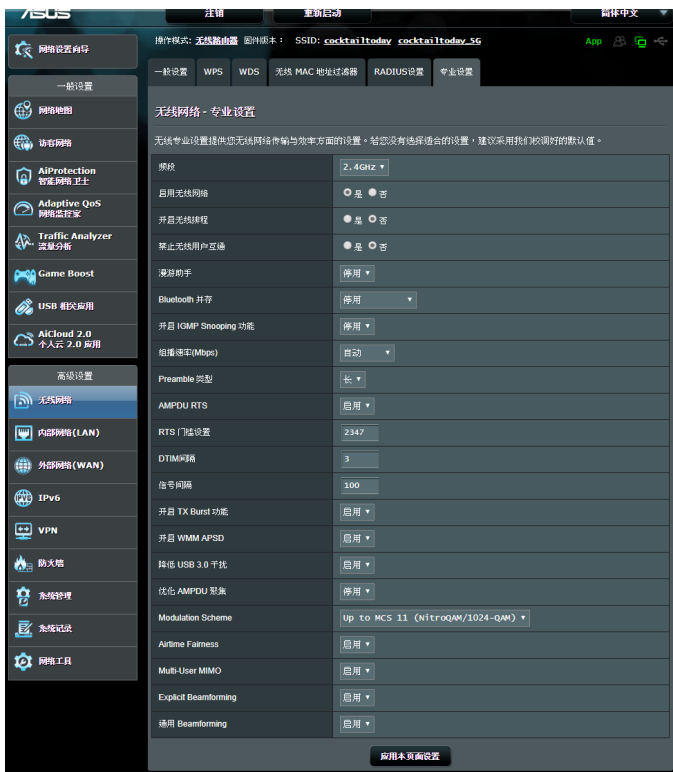 ASUS
注销
重新启动
简体中文
网络设置向导
一般设置
网络地图
访客网络
AiProtection
智能网络卫士
Adaptive QoS
网络监控家
Traffic Analyzer
流量分析
Game Boost
USB 相关应用
AiCloud 2.0
个人云 2.0 应用
高级设置
无线网络
内部网络(LAN)
外部网络(WAN)
IPv6
VPN
防火墙
系统管理
系统记录
网络工具
操作模式: 无线路由器 固件版本: SSID: cocktailtoday cocktailtoday_5G
App
一般设置 WPS WDS 无线 MAC 地址过滤器 RADIUS设置 专业设置
无线网络 - 专业设置
无线专业设置提供您无线网络传输与效率方面的设置。若您没有选择适合的设置,建议采用我们校调好的默认值。
频段 2.4GHz
启用无线网络 是 否
开启无线排程 是 否
禁止无线用户互通 是 否
漫游助手 停用
Bluetooth 并存 停用
开启 IGMP Snooping 功能 停用
组播速率(Mbps) 自动
Preamble 类型 长
AMPDU RTS 启用
RTS 门槛设置 2347
DTIM间隔 3
信号间隔 100
开启 TX Burst 功能 启用
开启 WMM APSD 启用
降低 USB 3.0 干扰 启用
优化 AMPDU 聚集 停用
Modulation Scheme Up to MCS 11 (NitroQAM/1024-QAM)
Airtime Fairness 启用
Multi-User MIMO 启用
Explicit Beamforming 启用
通用 Beamforming 启用
应用本页面设置